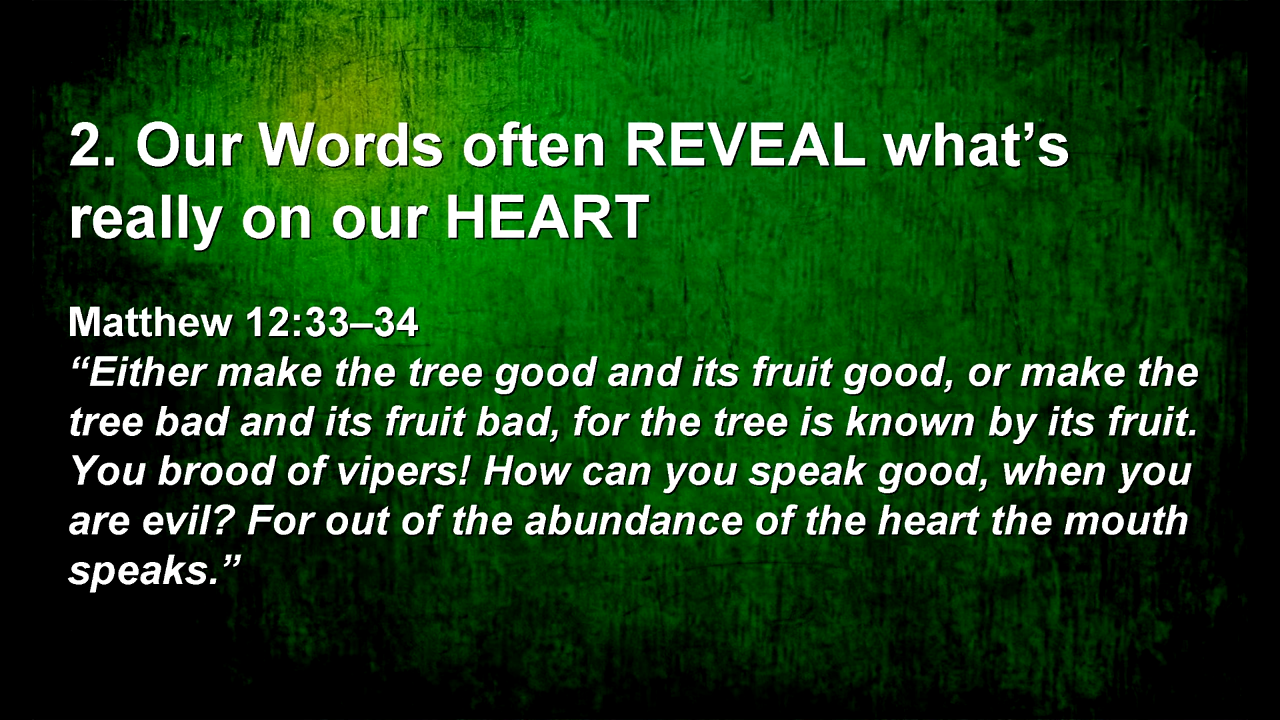 2. Our Words often REVEAL what’s
really on our HEART
Matthew 12:33–34
“Either make the tree good and its fruit good, or make the
tree bad and its fruit bad, for the tree is known by its fruit.
You brood of vipers! How can you speak good, when you
are evil? For out of the abundance of the heart the mouth
speaks.”